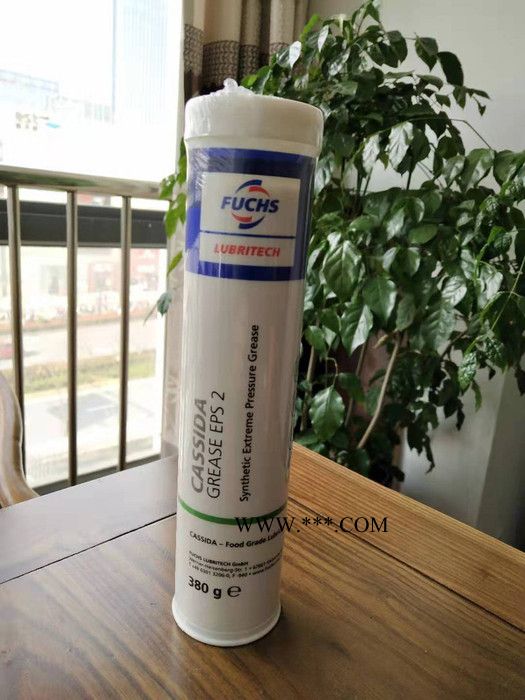 FUCHS
LUBRITECH
CASSIDA
GREASE EPS 2
Synthetic Extreme Pressure Grease
WWW.***.COM
CASSIDA – Food Grade
FUCHS LUBRITECH GmbH
380 g ℮